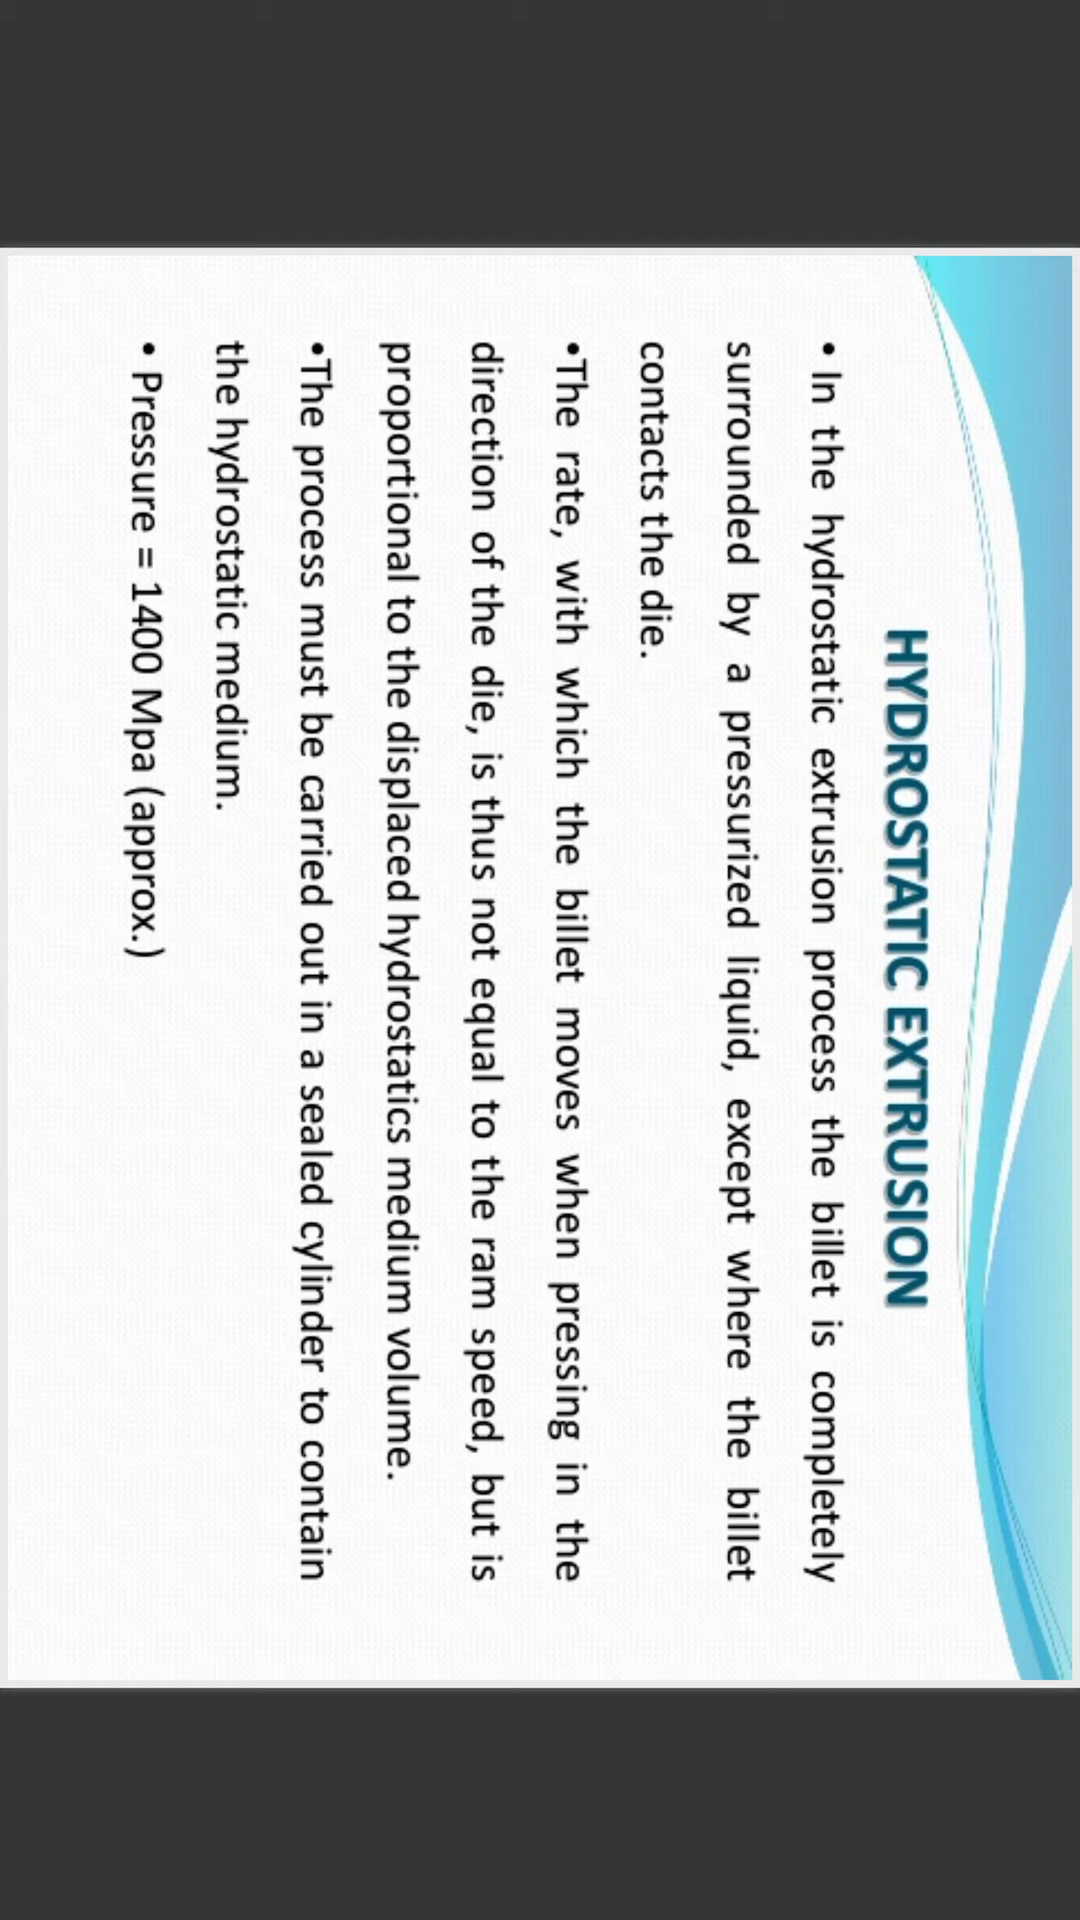 HYDROSTATIC EXTRUSION
• In the hydrostatic extrusion process the billet is completely
surrounded by a pressurized liquid, except where the billet
contacts the die.
•The rate, with which the billet moves when pressing in the
direction of the die, is thus not equal to the ram speed, but is
proportional to the displaced hydrostatics medium volume.
•The process must be carried out in a sealed cylinder to contain
the hydrostatic medium.
• Pressure = 1400 Mpa (approx.)